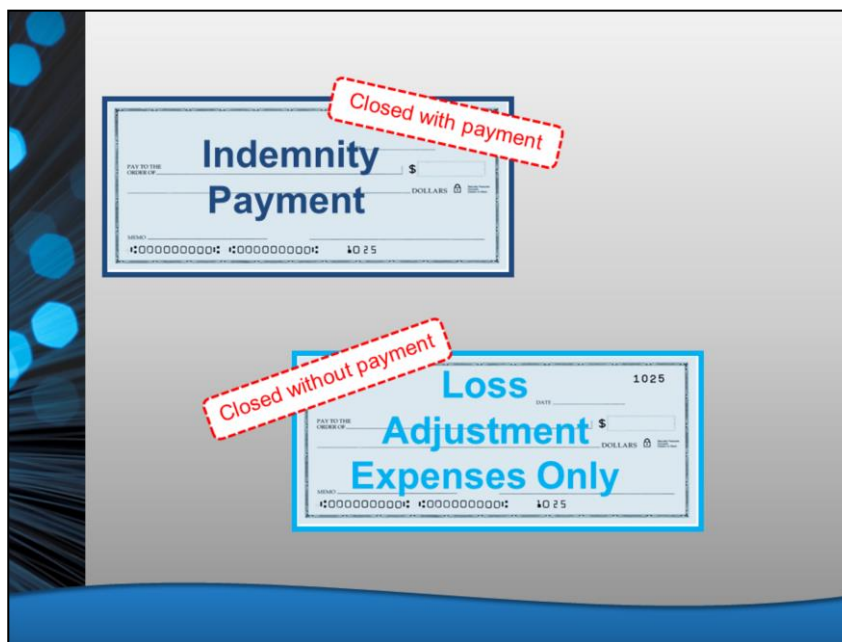 Closed with payment
Indemnity
PAY TO THE
ORDER OF
$
Payment
DOLLARS
MEMO
⑆000000000⑆ ⑆000000000⑆ 1025
Closed without payment
Loss
1025
DATE
PAY TO THE
ORDER OF
$
Adjustment
DOLLARS
Expenses Only
MEMO
⑆000000000⑆ ⑆000000000⑆ 1025